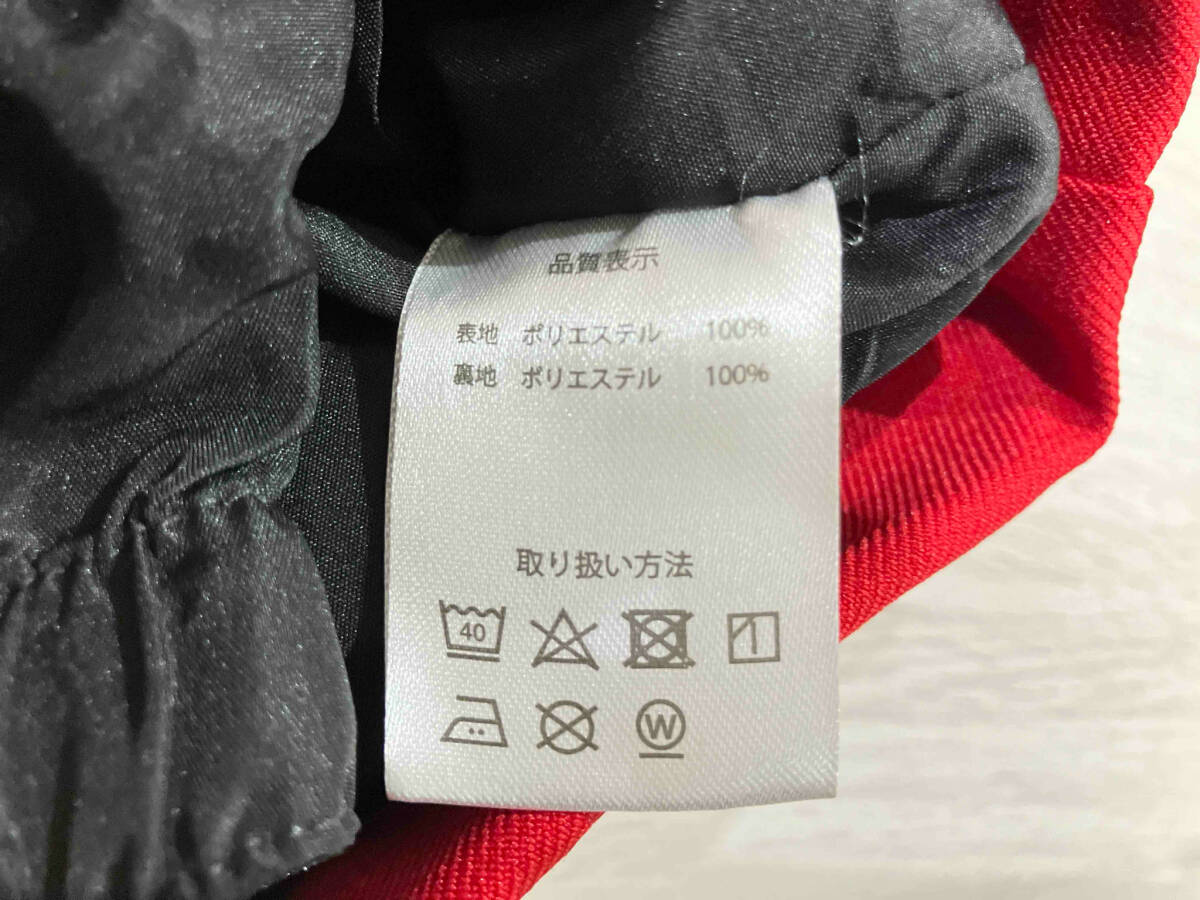 品質表示
表地 ポリエステル 100%
裏地 ポリエステル 100%
取り扱い方法
40
W